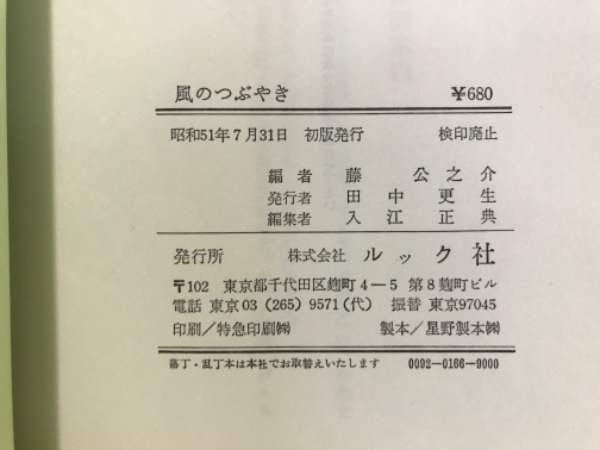 風のつぶやき ¥680
昭和51年7月31日 初版発行 検印廃止
編者 藤 公之介
発行者 田中更生
編集者 入江正典
発行所 株式会社 ルック社
〒102 東京都千代田区麹町4-5 第8麹町ビル
電話 東京03 (265) 9571(代) 振替 東京97045
印刷/特急印刷㈱ 製本/星野製本㈱
落丁・乱丁本は本社でお取替えいたします 0092-0166-9000